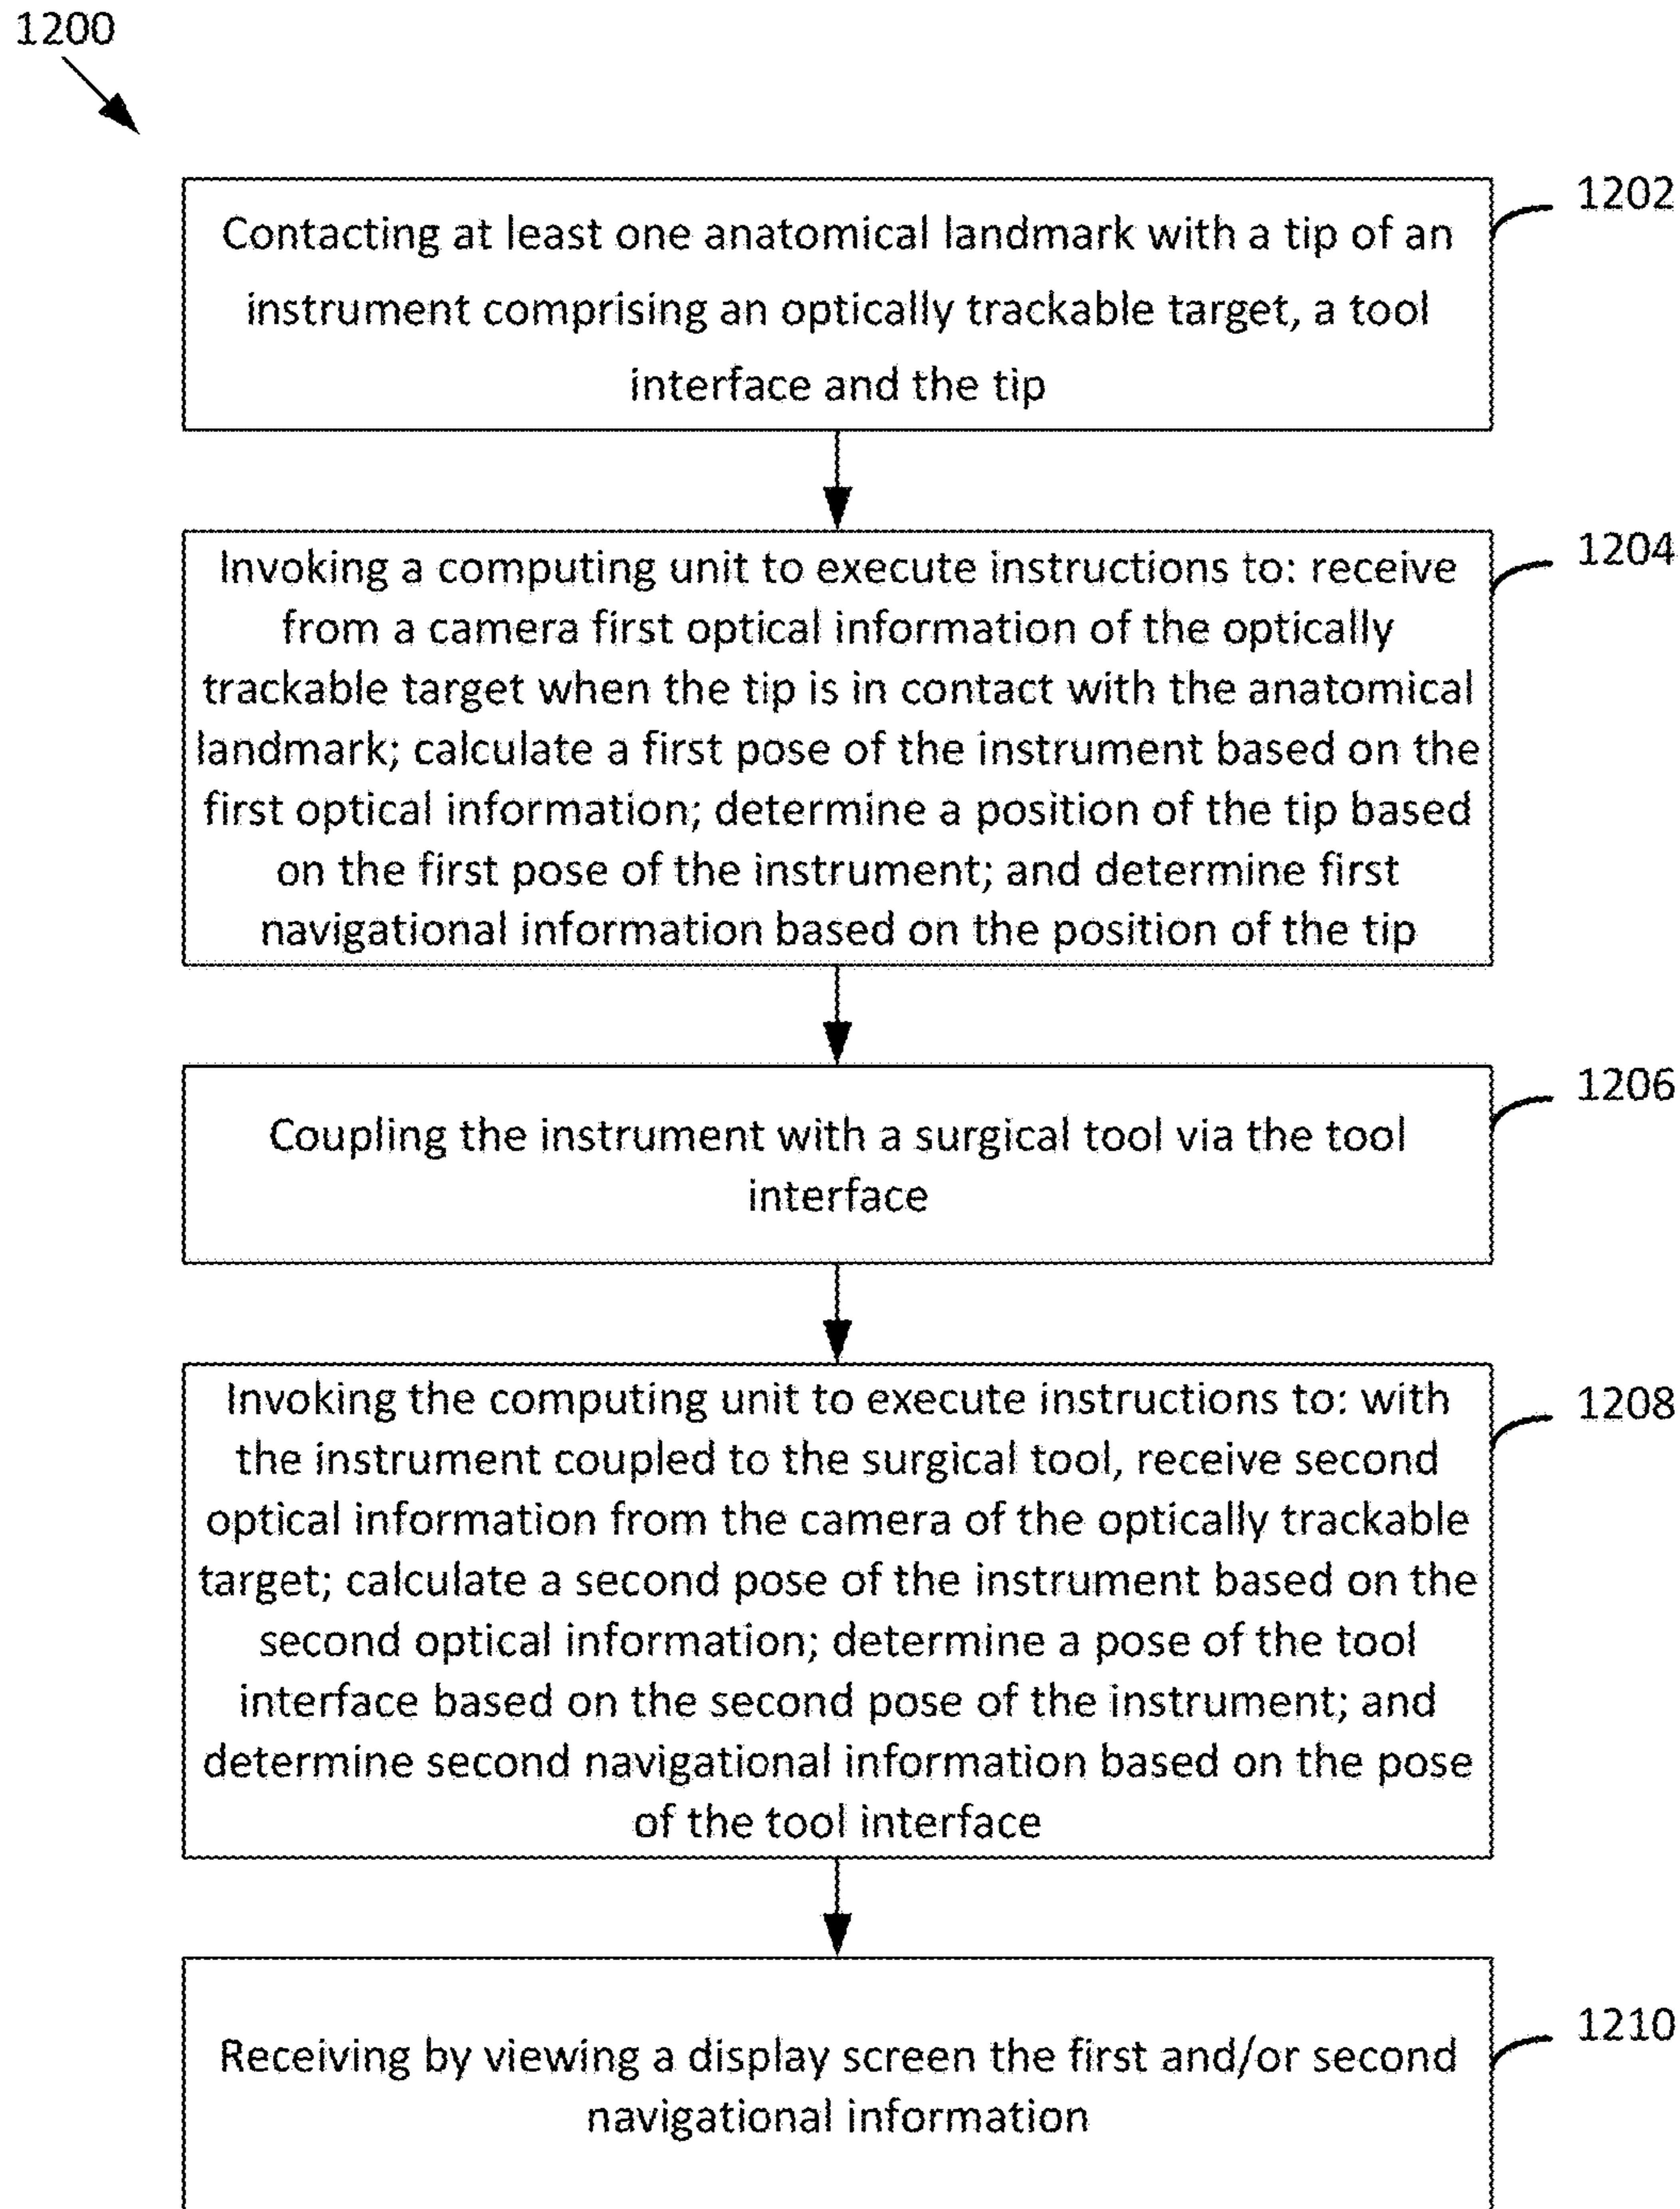 1200
1202
Contacting at least one anatomical landmark with a tip of an
instrument comprising an optically trackable target, a tool
interface and the tip
1204
Invoking a computing unit to execute instructions to: receive
from a camera first optical information of the optically
trackable target when the tip is in contact with the anatomical
landmark; calculate a first pose of the instrument based on the
first optical information; determine a position of the tip based
on the first pose of the instrument; and determine first
navigational information based on the position of the tip
1206
Coupling the instrument with a surgical tool via the tool
interface
1208
Invoking the computing unit to execute instructions to: with
the instrument coupled to the surgical tool, receive second
optical information from the camera of the optically trackable
target; calculate a second pose of the instrument based on the
second optical information; determine a pose of the tool
interface based on the second pose of the instrument; and
determine second navigational information based on the pose
of the tool interface
1210
Receiving by viewing a display screen the first and/or second
navigational information